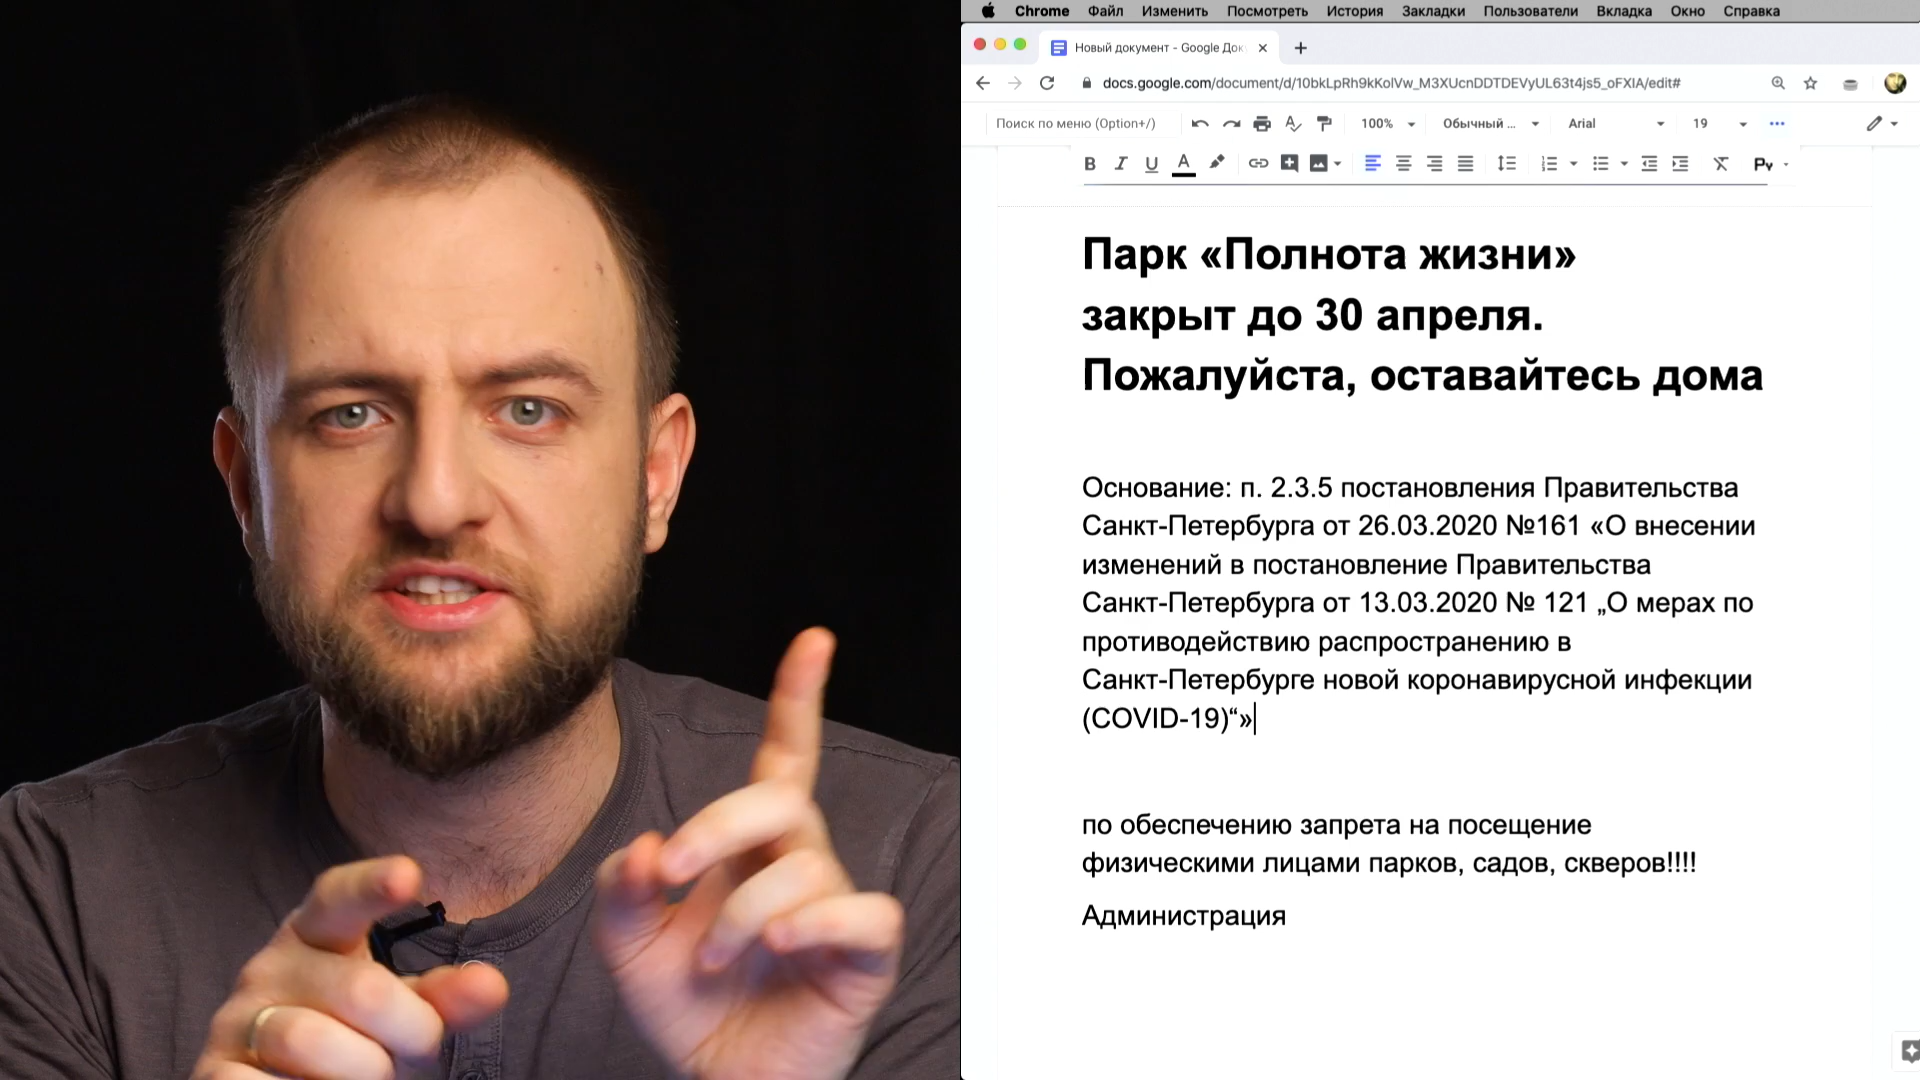 Chrome Файл Изменить Посмотреть История Закладки Пользователи Вкладка Окно Справка
Новый документ - Google Док
docs.google.com/document/d/10bkLpRh9kKolVw_M3XUcnDDTDEVyUL63t4js5_oFXlA/edit#
Поиск по меню (Option+/) 100% Обычный ... Arial 19
B I U A Ру
Парк «Полнота жизни»
закрыт до 30 апреля.
Пожалуйста, оставайтесь дома
Основание: п. 2.3.5 постановления Правительства
Санкт-Петербурга от 26.03.2020 №161 «О внесении
изменений в постановление Правительства
Санкт-Петербурга от 13.03.2020 № 121 „О мерах по
противодействию распространению в
Санкт-Петербурге новой коронавирусной инфекции
(COVID-19)“»
по обеспечению запрета на посещение
физическими лицами парков, садов, скверов!!!!
Администрация